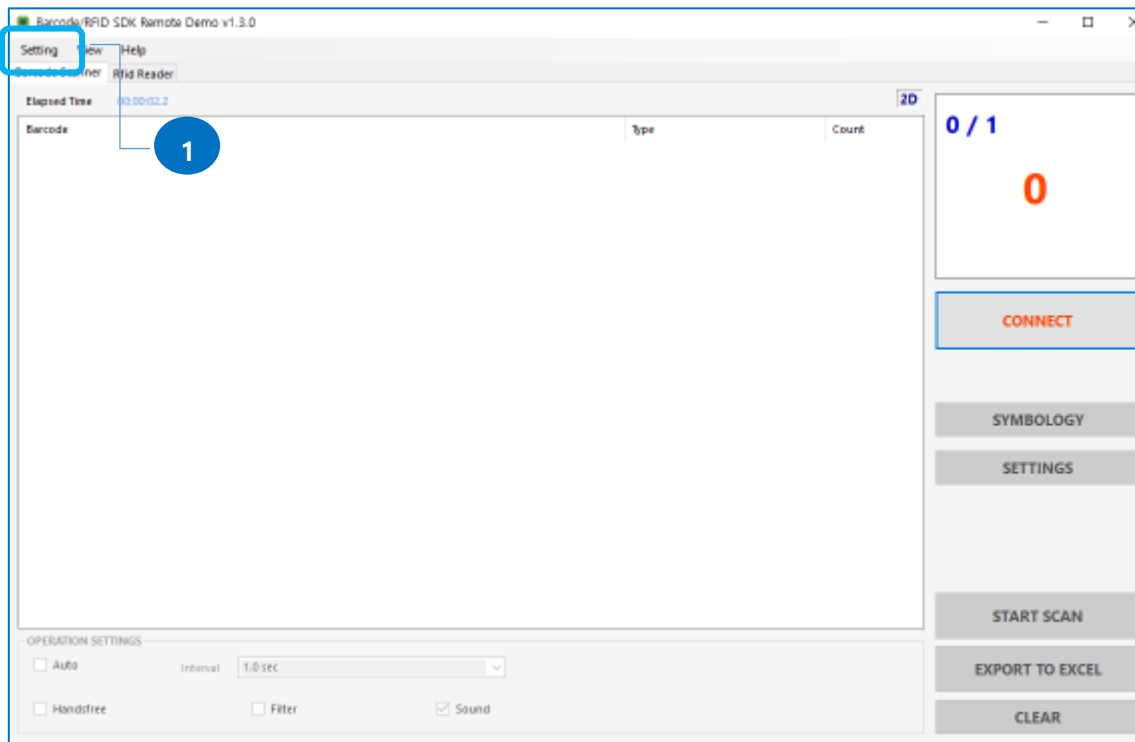 Barcode/RFID SDK Remote Demo v1.3.0
Setting View Help
Barcode Scanner Rfid Reader
Elapsed Time 00:00:02.2 2D
Barcode Type Count
1
0 / 1
0
CONNECT
SYMBOLOGY
SETTINGS
START SCAN
OPERATION SETTINGS
Auto Interval 1.0 sec
EXPORT TO EXCEL
Handsfree Filter Sound
CLEAR